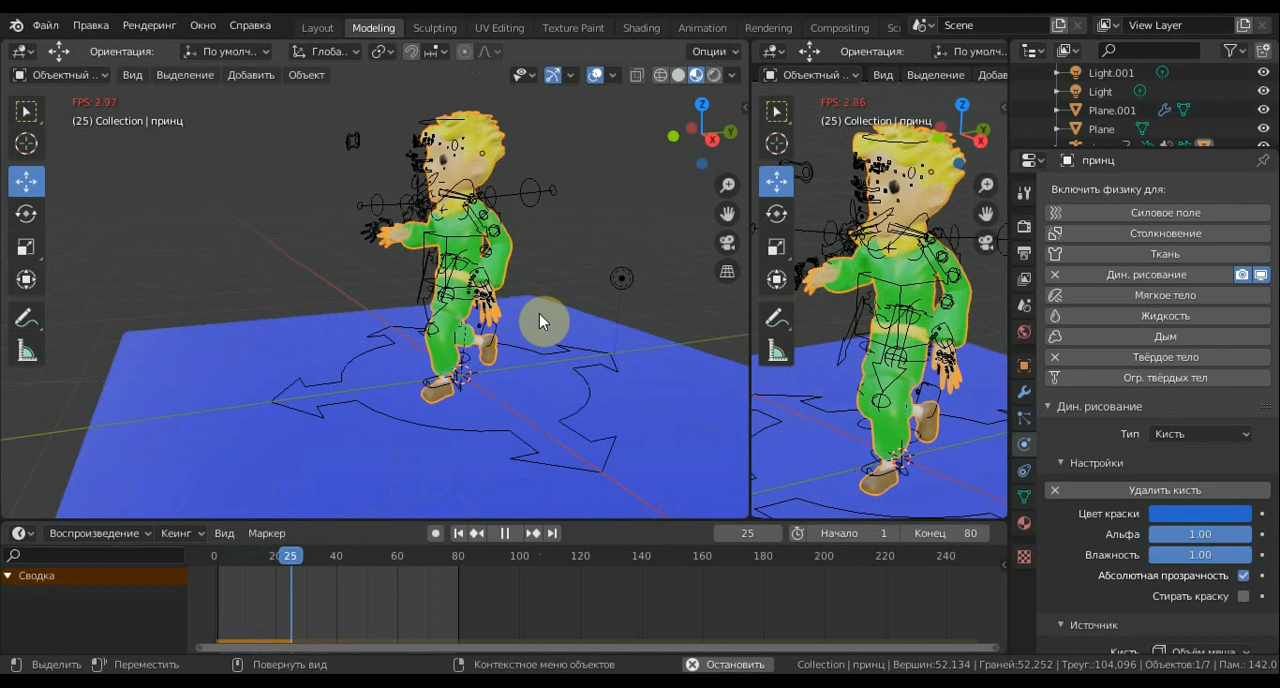 Файл Правка Рендеринг Окно Справка Layout Modeling Sculpting UV Editing Texture Paint Shading Animation Rendering Compositing Sc Scene View Layer
Ориентация: По умолч.. Глоба.. Опции Ориентация: По умолч..
Объектный .. Вид Выделение Добавить Объект Объектный .. Вид Выделение Добав
Light.001
Light
Plane.001
Plane
FPS: 2.97
(25) Collection | принц
FPS: 2.86
(25) Collection | принц
Z
Y
X
Z
Y
X
принц
Включить физику для:
Силовое поле
Столкновение
Ткань
Дин. рисование
Мягкое тело
Жидкость
Дым
Твёрдое тело
Огр. твёрдых тел
Дин. рисование
Тип Кисть
Настройки
Удалить кисть
Цвет краски
Альфа 1.00
Влажность 1.00
Абсолютная прозрачность
Стирать краску
Источник
Кисть Объём меша
Воспроизведение Кеинг Вид Маркер 25 Начало 1 Конец 80
0 20 25 40 60 80 100 120 140 160 180 200 220 240
Сводка
Выделить Переместить Повернуть вид Контекстное меню объектов Остановить Collection | принц | Вершин:52,134 | Граней:52,252 | Треуг.:104,096 | Объектов:1/7 | Пам.: 142.0